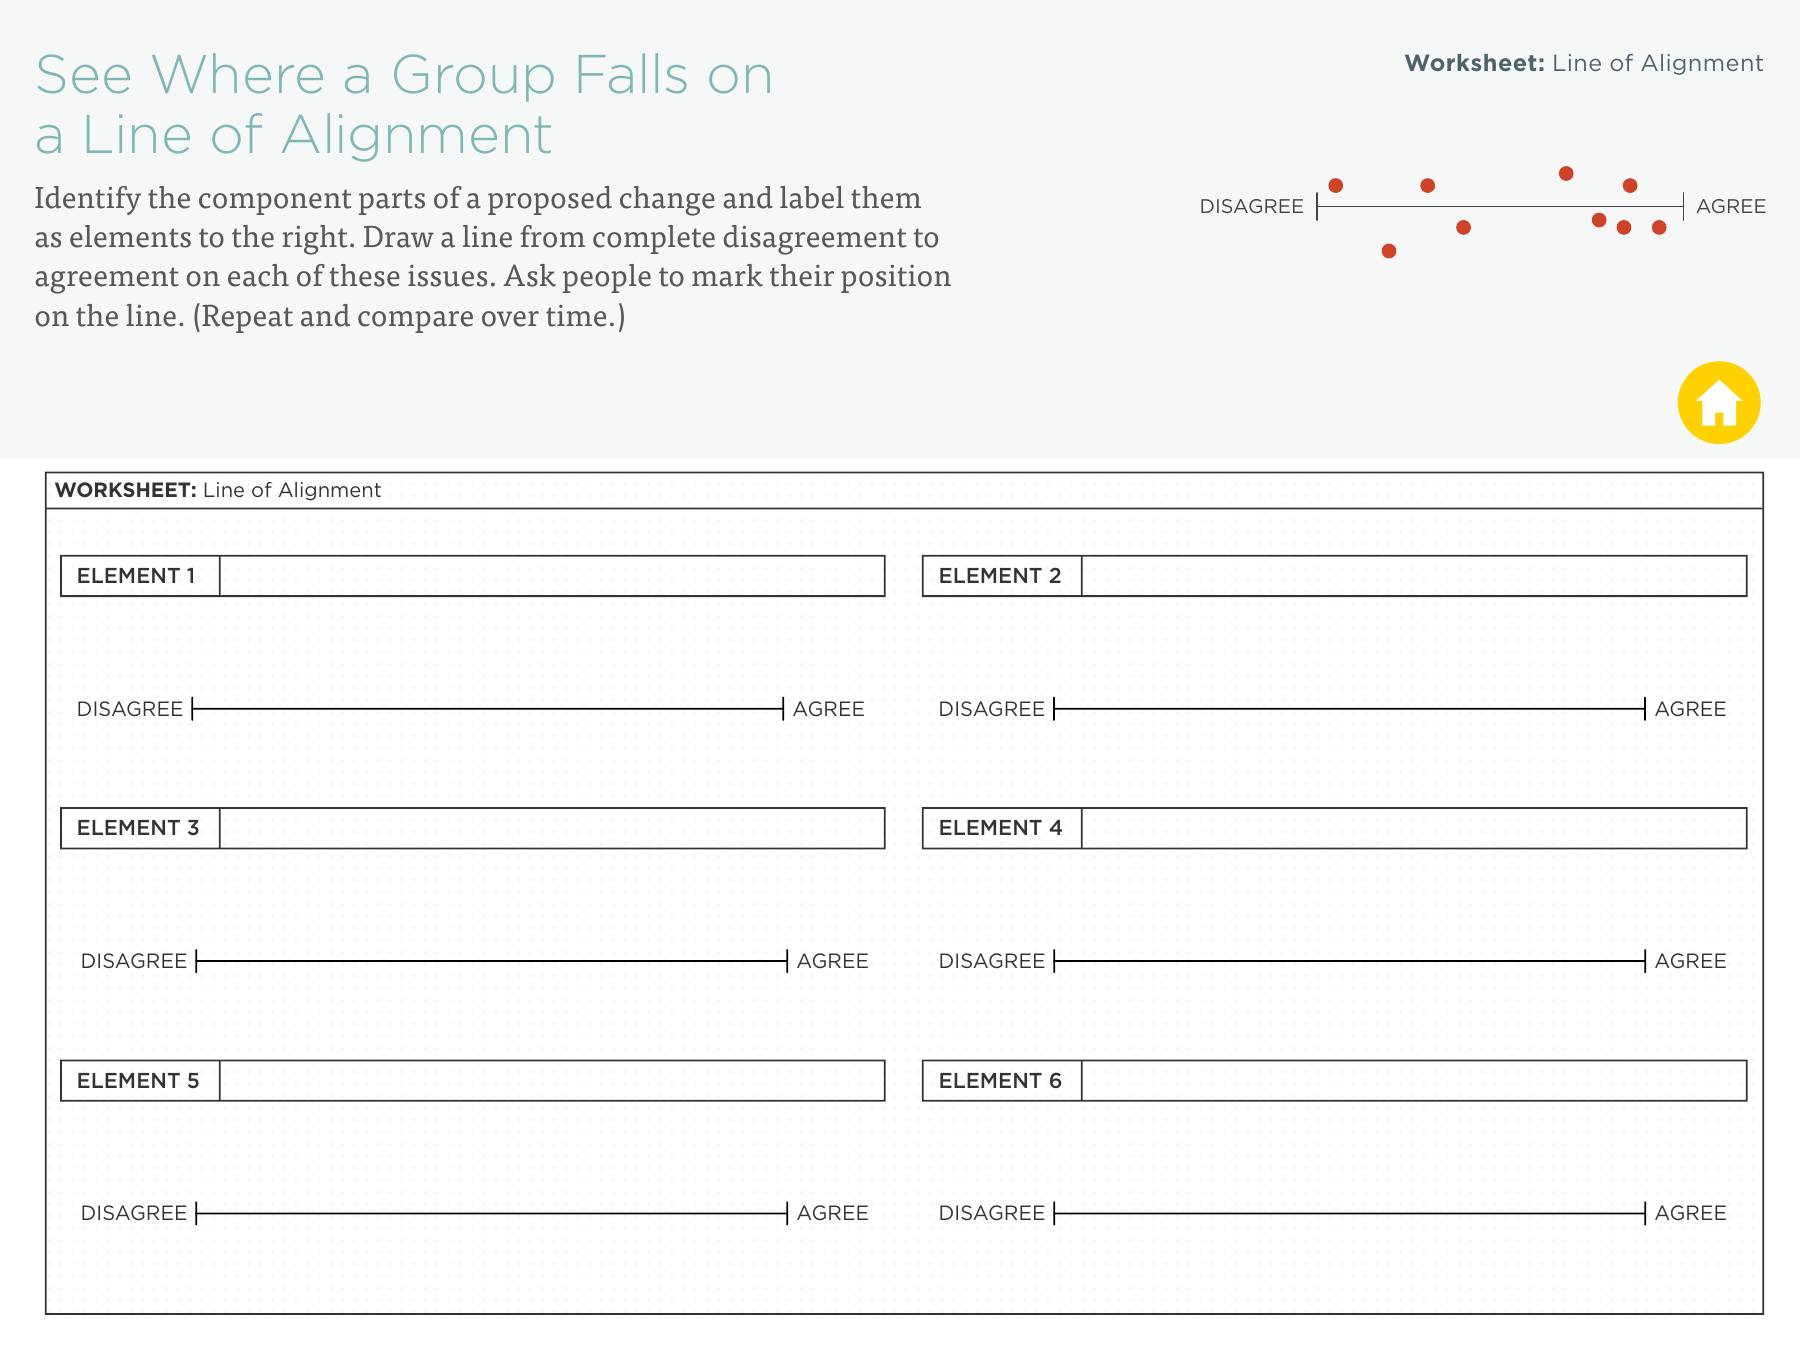 See Where a Group Falls on
a Line of Alignment
Identify the component parts of a proposed change and label them
as elements to the right. Draw a line from complete disagreement to
agreement on each of these issues. Ask people to mark their position
on the line. (Repeat and compare over time.)
Worksheet: Line of Alignment
DISAGREE AGREE
WORKSHEET: Line of Alignment
ELEMENT 1
DISAGREE AGREE
ELEMENT 2
DISAGREE AGREE
ELEMENT 3
DISAGREE AGREE
ELEMENT 4
DISAGREE AGREE
ELEMENT 5
DISAGREE AGREE
ELEMENT 6
DISAGREE AGREE